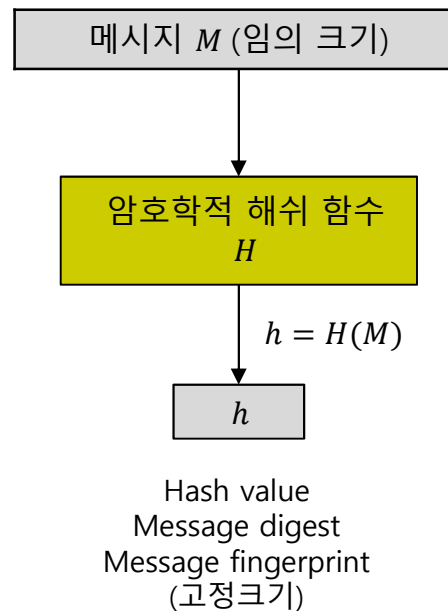 메시지 M (임의 크기)
암호학적 해쉬 함수
H
h = H(M)
h
Hash value
Message digest
Message fingerprint
(고정크기)